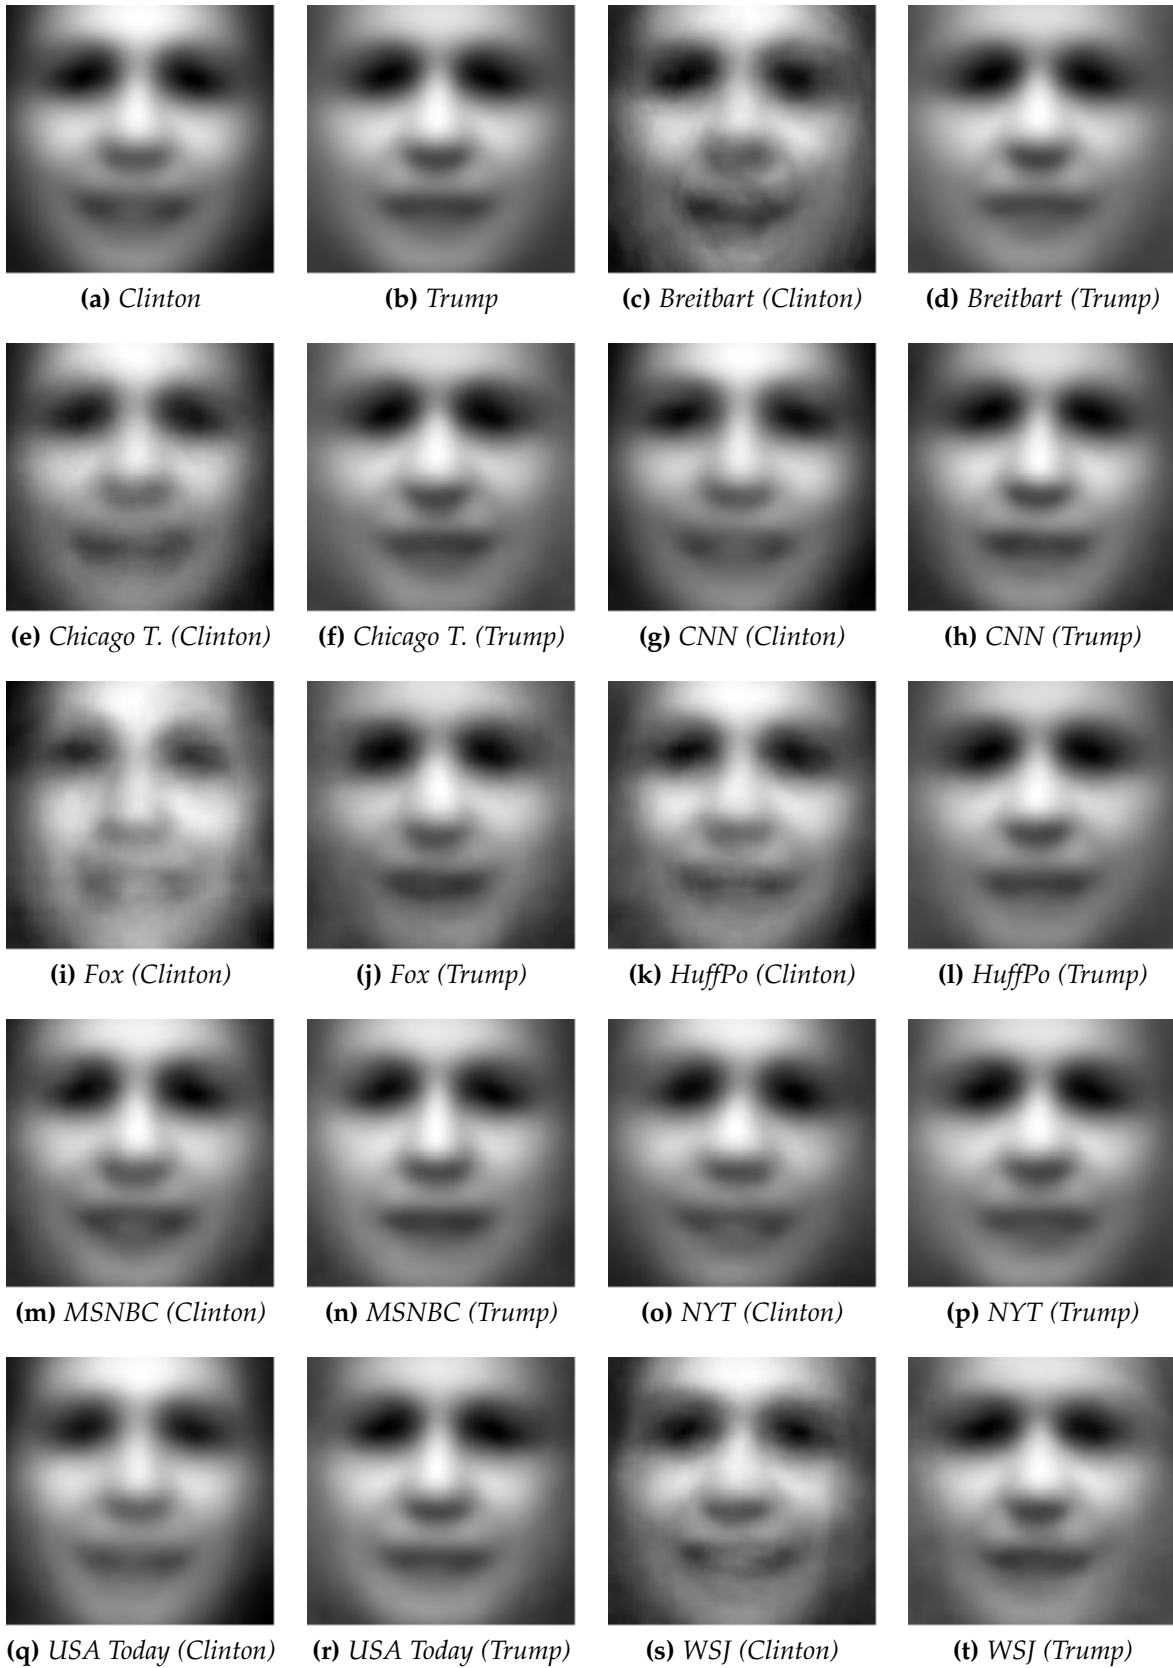 (a) Clinton
(b) Trump
(c) Breitbart (Clinton)
(d) Breitbart (Trump)
(e) Chicago T. (Clinton)
(f) Chicago T. (Trump)
(g) CNN (Clinton)
(h) CNN (Trump)
(i) Fox (Clinton)
(j) Fox (Trump)
(k) HuffPo (Clinton)
(l) HuffPo (Trump)
(m) MSNBC (Clinton)
(n) MSNBC (Trump)
(o) NYT (Clinton)
(p) NYT (Trump)
(q) USA Today (Clinton)
(r) USA Today (Trump)
(s) WSJ (Clinton)
(t) WSJ (Trump)